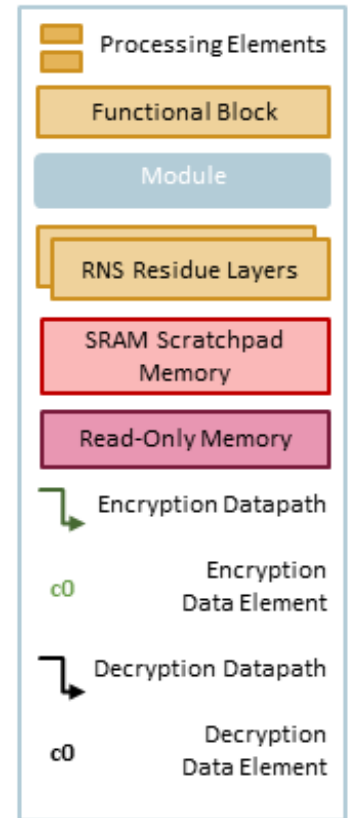 Processing Elements
Functional Block
Module
RNS Residue Layers
SRAM Scratchpad
Memory
Read-Only Memory
Encryption Datapath
c0
Encryption
Data Element
Decryption Datapath
c0
Decryption
Data Element